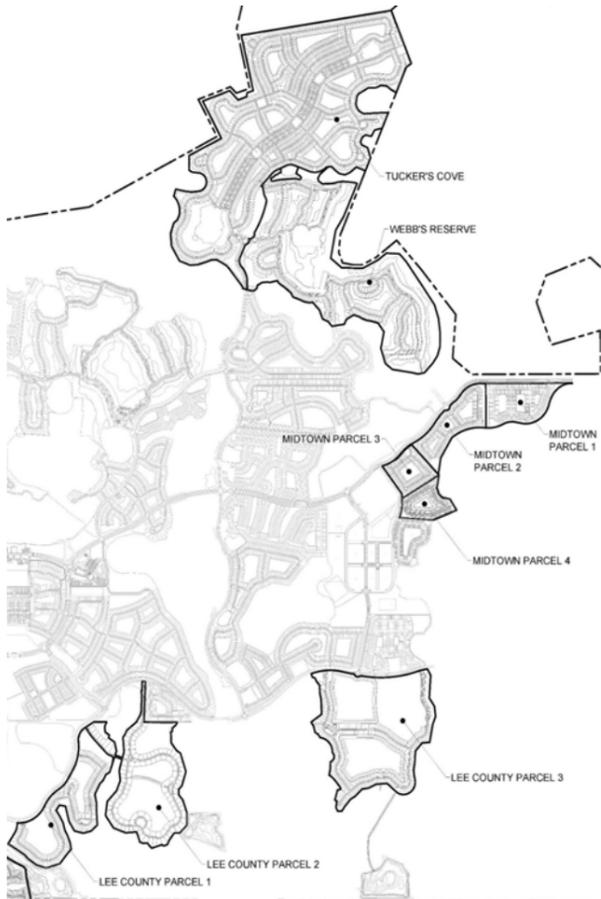 TUCKER'S COVE
WEBB'S RESERVE
MIDTOWN PARCEL 3
MIDTOWN
PARCEL 1
MIDTOWN
PARCEL 2
MIDTOWN PARCEL 4
LEE COUNTY PARCEL 3
LEE COUNTY PARCEL 2
LEE COUNTY PARCEL 1